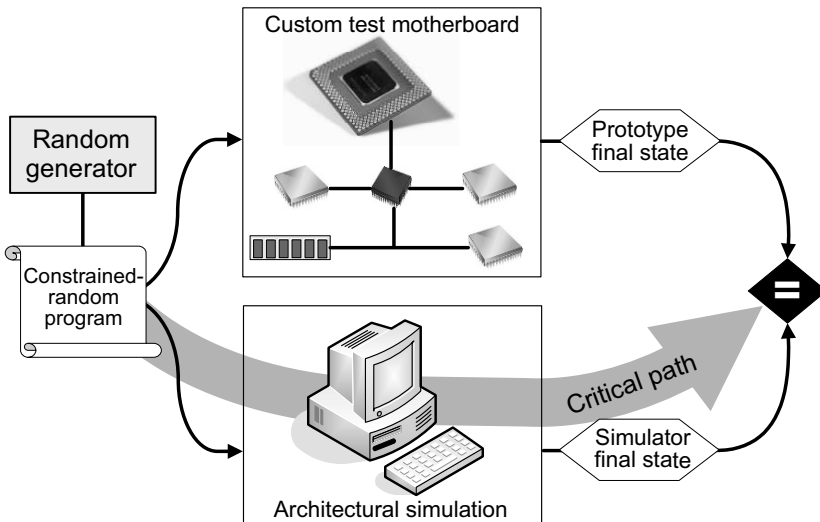 Custom test motherboard
Random
generator
Constrained-
random
program
Prototype
final state
=
Critical path
Simulator
final state
Architectural simulation